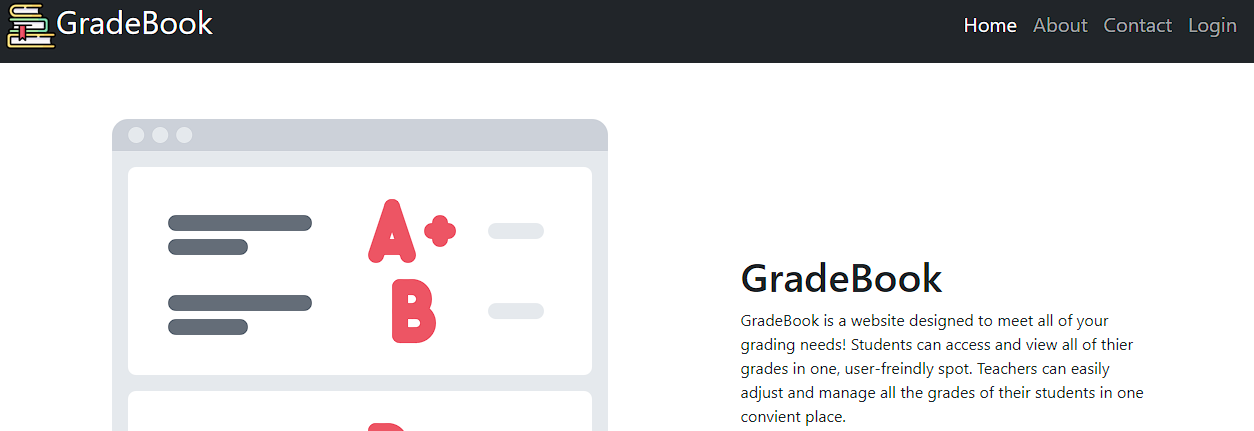 GradeBook
Home About Contact Login
A+
B
GradeBook
GradeBook is a website designed to meet all of your
grading needs! Students can access and view all of thier
grades in one, user-freindly spot. Teachers can easily
adjust and manage all the grades of their students in one
convient place.